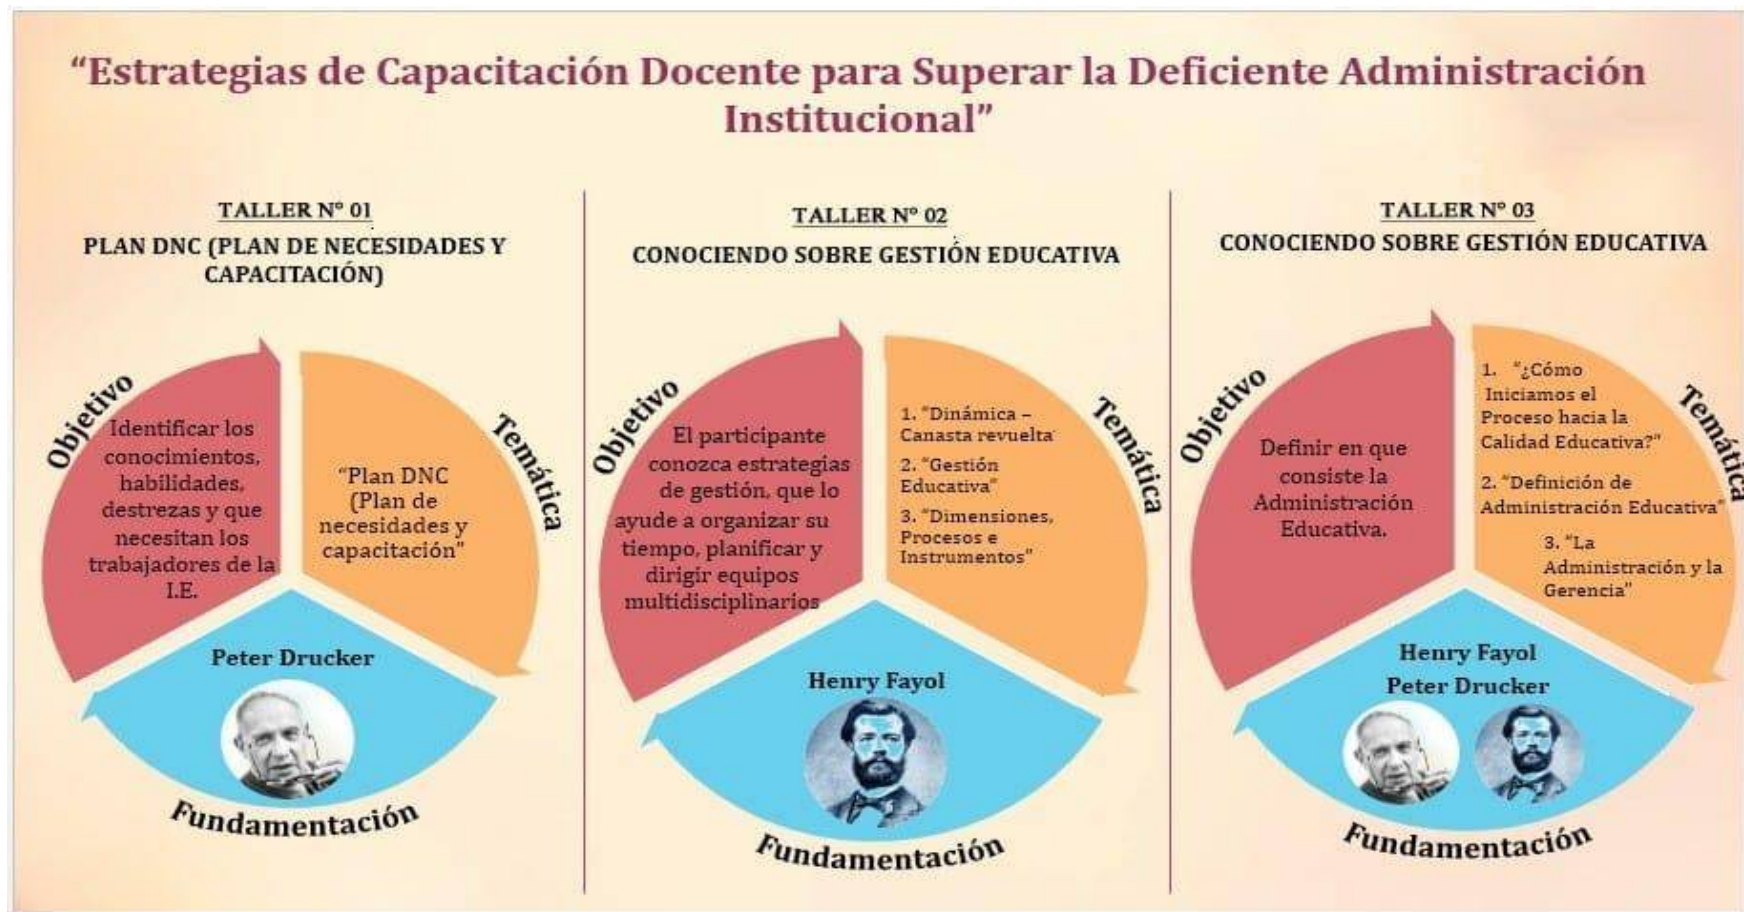 “Estrategias de Capacitación Docente para Superar la Deficiente Administración
Institucional”
TALLER N° 01
PLAN DNC (PLAN DE NECESIDADES Y
CAPACITACIÓN)
Objetivo
Identificar los
conocimientos,
habilidades,
destrezas y que
necesitan los
trabajadores de la
I.E.
Temática
“Plan DNC
(Plan de
necesidades y
capacitación”
Peter Drucker
Fundamentación
TALLER N° 02
CONOCIENDO SOBRE GESTIÓN EDUCATIVA
Objetivo
El participante
conozca estrategias
de gestión, que lo
ayude a organizar su
tiempo, planificar y
dirigir equipos
multidisciplinarios
Temática
1. “Dinámica –
Canasta revuelta
2. “Gestión
Educativa”
3. “Dimensiones,
Procesos e
Instrumentos”
Henry Fayol
Fundamentación
TALLER N° 03
CONOCIENDO SOBRE GESTIÓN EDUCATIVA
Objetivo
Definir en que
consiste la
Administración
Educativa.
Temática
1. “¿Cómo
Iniciamos el
Proceso hacia la
Calidad Educativa?”
2. “Definición de
Administración Educativa”
3. “La
Administración y la
Gerencia”
Henry Fayol
Peter Drucker
Fundamentación